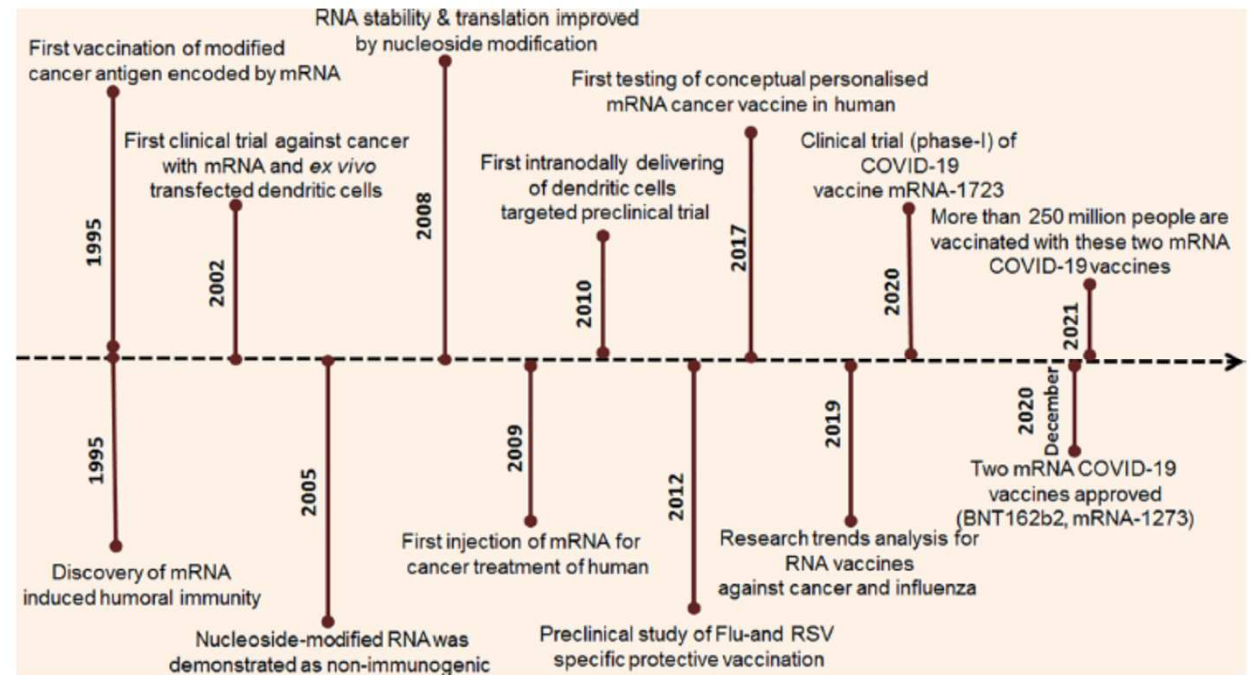 RNA stability & translation improved
by nucleoside modification
First vaccination of modified
cancer antigen encoded by mRNA
First testing of conceptual personalised
mRNA cancer vaccine in human
First clinical trial against cancer
with mRNA and ex vivo
transfected dendritic cells
First intranodally delivering
of dendritic cells
targeted preclinical trial
Clinical trial (phase-I) of
COVID-19
vaccine mRNA-1723
More than 250 million people are
vaccinated with these two mRNA
COVID-19 vaccines
1995
2002
2008
2010
2017
2020
2021
1995
2005
2009
2012
2019
2020
December
Discovery of mRNA
induced humoral immunity
Nucleoside-modified RNA was
demonstrated as non-immunogenic
First injection of mRNA for
cancer treatment of human
Preclinical study of Flu-and RSV
specific protective vaccination
Research trends analysis for
RNA vaccines
against cancer and influenza
Two mRNA COVID-19
vaccines approved
(BNT162b2, mRNA-1273)